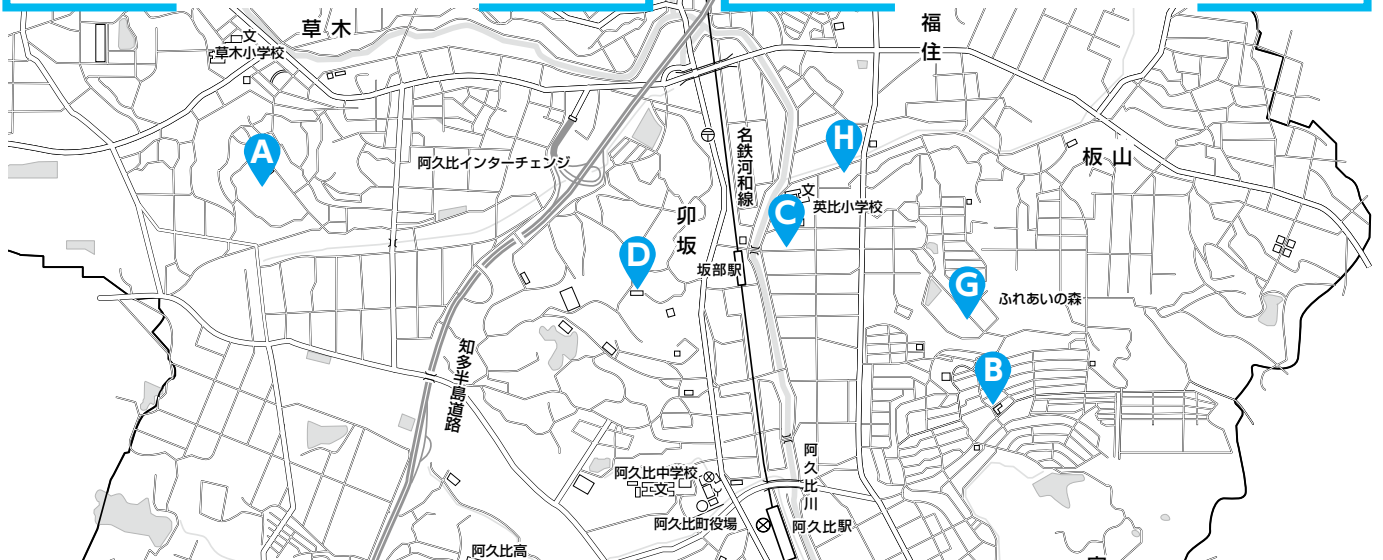 草木
福住
文
草木小学校
A
阿久比インターチェンジ
名鉄河和線
H
板山
文
英比小学校
C
卯坂
D
坂部駅
G
ふれあいの森
知多半島道路
B
阿久比中学校
文
阿久比川
阿久比町役場
阿久比駅
阿久比高